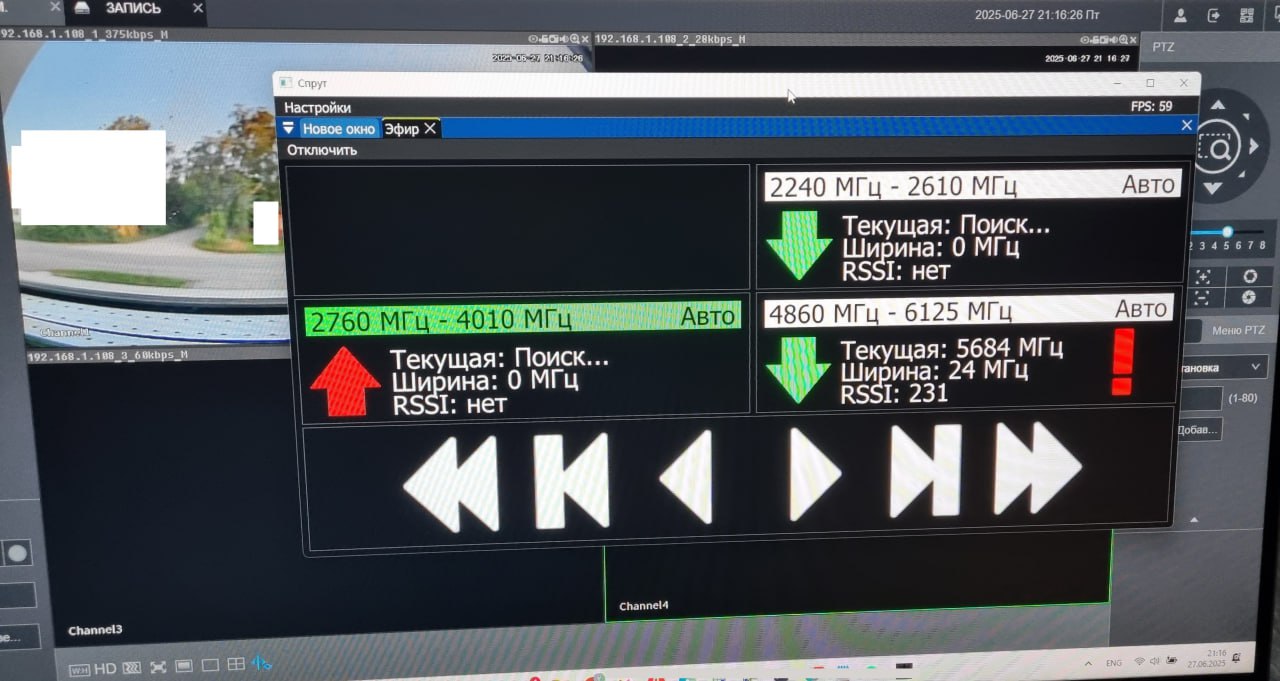 ЗАПИСЬ
2025-06-27 21:16:26 Пт
92.168.1.108_1_375kbps_M
192.168.1.108_2_28kbps_M
PTZ
2025-06-27 21:16:26
2025-06-27 21 16 27
Спрут
Настройки
FPS: 59
Новое окно
Эфир
Отключить
2240 МГц - 2610 МГц Авто
Текущая: Поиск...
Ширина: 0 МГц
RSSI: нет
2760 МГц - 4010 МГц Авто
Текущая: Поиск...
Ширина: 0 МГц
RSSI: нет
4860 МГц - 6125 МГц Авто
Текущая: 5684 МГц
Ширина: 24 МГц
RSSI: 231
2 3 4 5 6 7 8
Меню PTZ
тановка
(1-80)
Добав...
Channel1
192.168.1.108_3_60kbps_M
Channel3
Channel4
W:H HD
ENG
21:16
27.06.2025